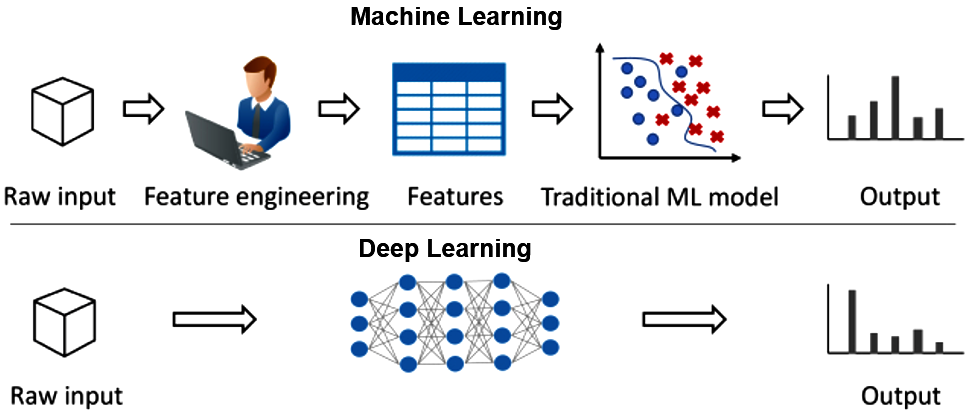 Machine Learning
Raw input
Feature engineering
Features
Traditional ML model
Output
Deep Learning
Raw input
Output